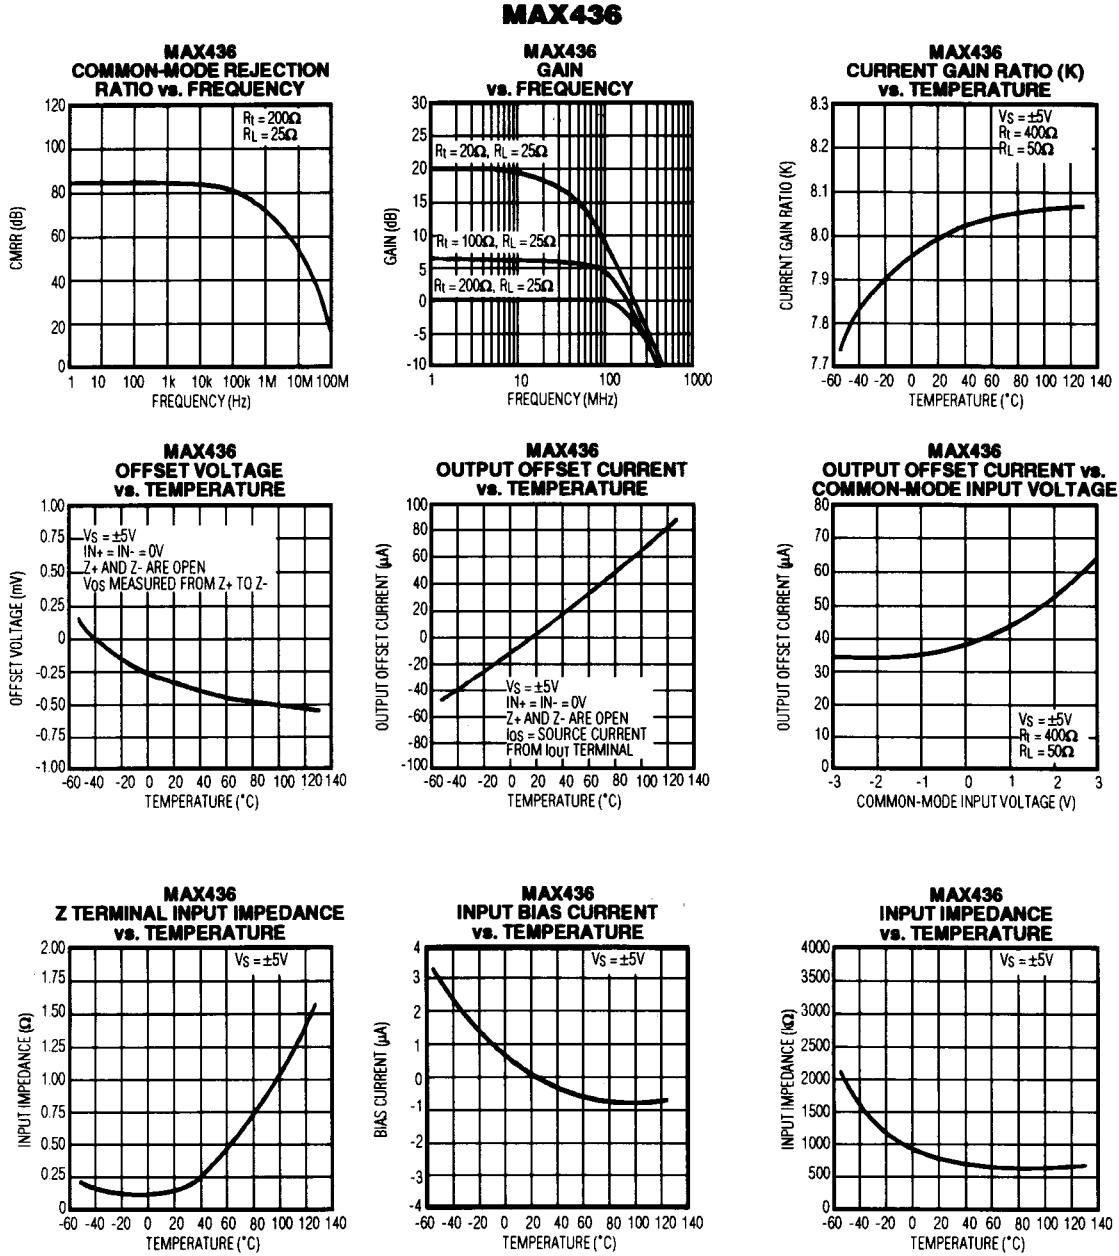 MAX436
MAX436
COMMON-MODE REJECTION
RATIO vs. FREQUENCY
120
100
80
60
40
20
0
CMRR (dB)
Rt = 200Ω
RL = 25Ω
1 10 100 1k 10k 100k 1M 10M 100M
FREQUENCY (Hz)
MAX436
GAIN
vs. FREQUENCY
30
25
20
15
10
5
0
-5
-10
GAIN (dB)
Rt = 20Ω, RL = 25Ω
Rt = 100Ω, RL = 25Ω
Rt = 200Ω, RL = 25Ω
1 10 100 1000
FREQUENCY (MHz)
MAX436
CURRENT GAIN RATIO (K)
vs. TEMPERATURE
8.3
8.2
8.1
8.0
7.9
7.8
7.7
CURRENT GAIN RATIO (K)
VS = ±5V
Rt = 400Ω
RL = 50Ω
-60 -40 -20 0 20 40 60 80 100 120 140
TEMPERATURE (°C)
MAX436
OFFSET VOLTAGE
vs. TEMPERATURE
1.00
0.75
0.50
0.25
0
-0.25
-0.50
-0.75
-1.00
OFFSET VOLTAGE (mV)
VS = ±5V
IN+ = IN- = 0V
Z+ AND Z- ARE OPEN
VOS MEASURED FROM Z+ TO Z-
-60 -40 -20 0 20 40 60 80 100 120 140
TEMPERATURE (°C)
MAX436
OUTPUT OFFSET CURRENT
vs. TEMPERATURE
100
80
60
40
20
0
-20
-40
-60
-80
-100
OUTPUT OFFSET CURRENT (µA)
VS = ±5V
IN+ = IN- = 0V
Z+ AND Z- ARE OPEN
IOS = SOURCE CURRENT
FROM IOUT TERMINAL
-60 -40 -20 0 20 40 60 80 100 120 140
TEMPERATURE (°C)
MAX436
OUTPUT OFFSET CURRENT vs.
COMMON-MODE INPUT VOLTAGE
80
70
60
50
40
30
20
10
0
OUTPUT OFFSET CURRENT (µA)
VS = ±5V
Rt = 400Ω
RL = 50Ω
-3 -2 -1 0 1 2 3
COMMON-MODE INPUT VOLTAGE (V)
MAX436
Z TERMINAL INPUT IMPEDANCE
vs. TEMPERATURE
2.00
1.75
1.50
1.25
1.00
0.75
0.50
0.25
0
INPUT IMPEDANCE (Ω)
VS = ±5V
-60 -40 -20 0 20 40 60 80 100 120 140
TEMPERATURE (°C)
MAX436
INPUT BIAS CURRENT
vs. TEMPERATURE
4
3
2
1
0
-1
-2
-3
-4
BIAS CURRENT (µA)
VS = ±5V
-60 -40 -20 0 20 40 60 80 100 120 140
TEMPERATURE (°C)
MAX436
INPUT IMPEDANCE
vs. TEMPERATURE
4000
3500
3000
2500
2000
1500
1000
500
0
INPUT IMPEDANCE (kΩ)
VS = ±5V
-60 -40 -20 0 20 40 60 80 100 120 140
TEMPERATURE (°C)